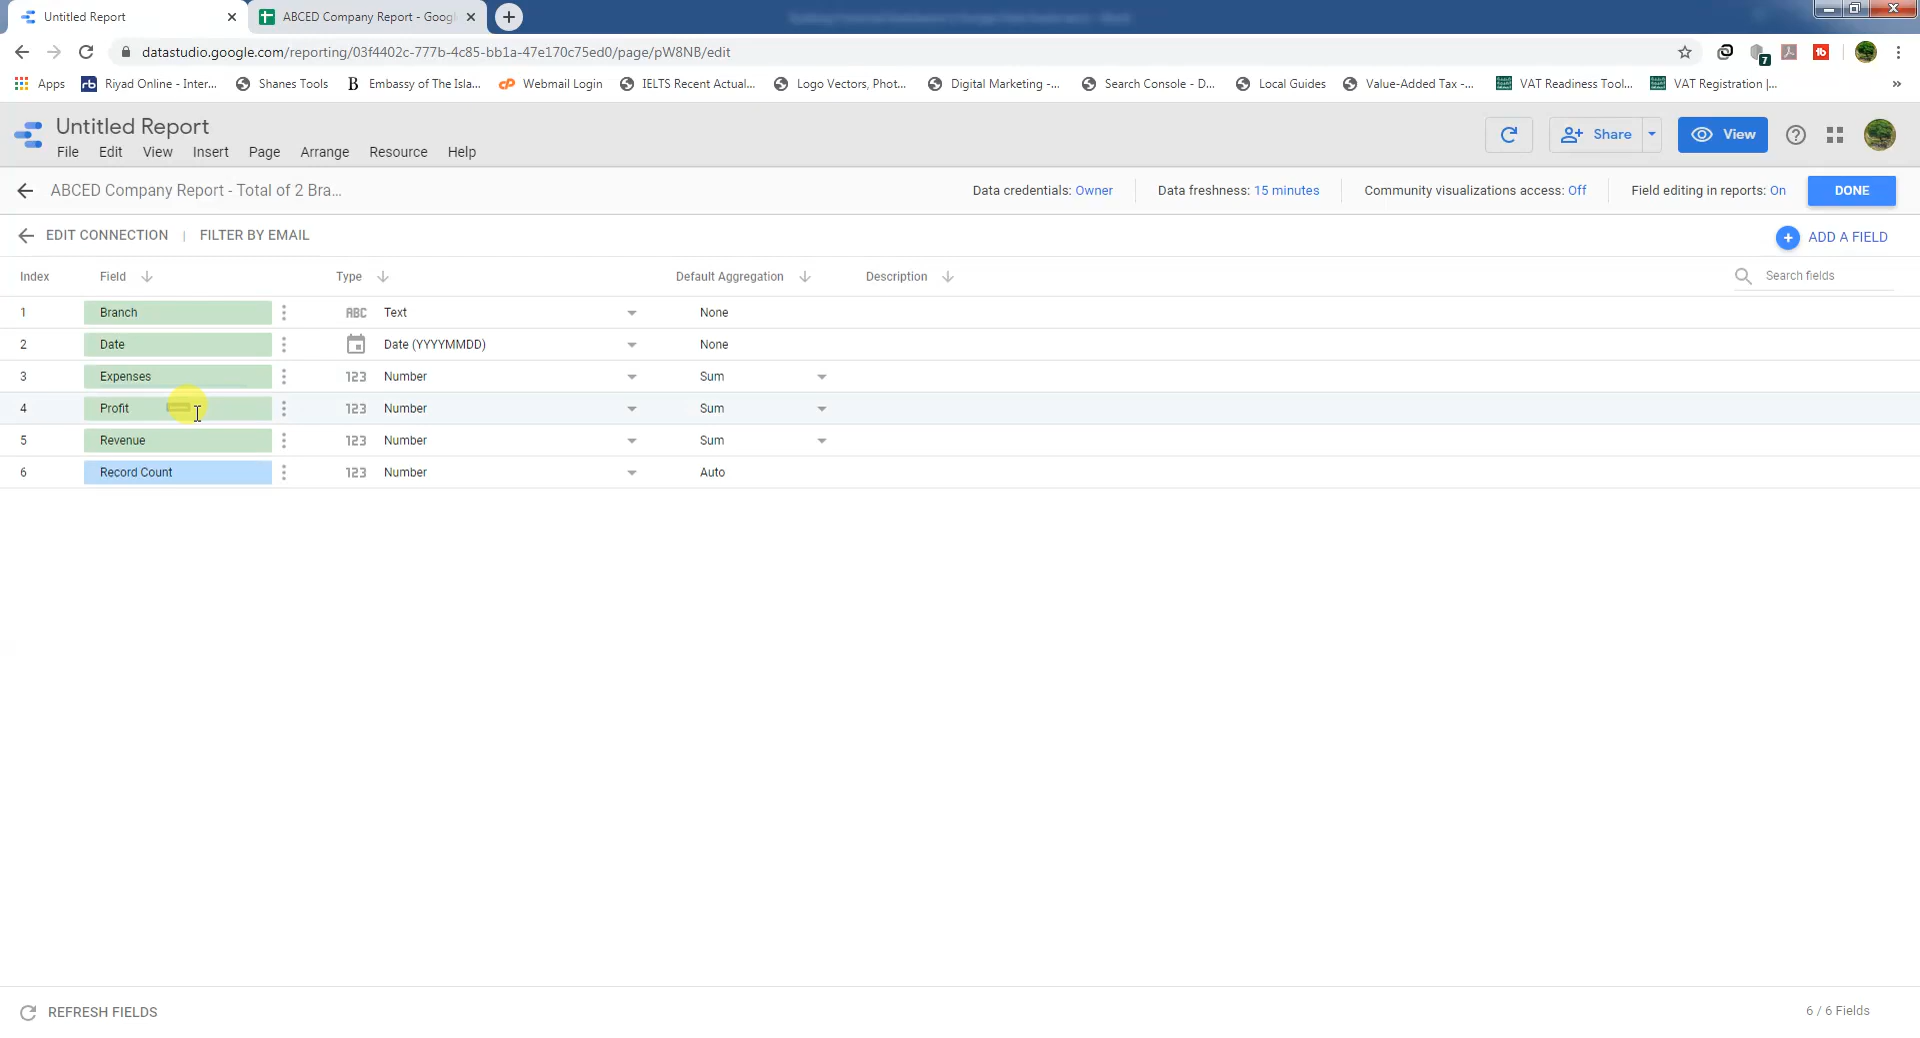 Untitled Report
ABCED Company Report - Googl
datastudio.google.com/reporting/03f4402c-777b-4c85-bb1a-47e170c75ed0/page/pW8NB/edit
7
Apps
rb Riyad Online - Inter...
Shanes Tools
B Embassy of The Isla...
cP Webmail Login
IELTS Recent Actual...
Logo Vectors, Phot...
Digital Marketing -...
Search Console - D...
Local Guides
Value-Added Tax -...
VAT Readiness Tool...
VAT Registration |...
»
Untitled Report
File Edit View Insert Page Arrange Resource Help
Share
View
ABCED Company Report - Total of 2 Bra...
Data credentials: Owner
Data freshness: 15 minutes
Community visualizations access: Off
Field editing in reports: On
DONE
EDIT CONNECTION | FILTER BY EMAIL
ADD A FIELD
Index Field Type Default Aggregation Description Search fields
1 Branch ABC Text None
2 Date Date (YYYYMMDD) None
3 Expenses 123 Number Sum
4 Profit 123 Number Sum
5 Revenue 123 Number Sum
6 Record Count 123 Number Auto
REFRESH FIELDS
6 / 6 Fields